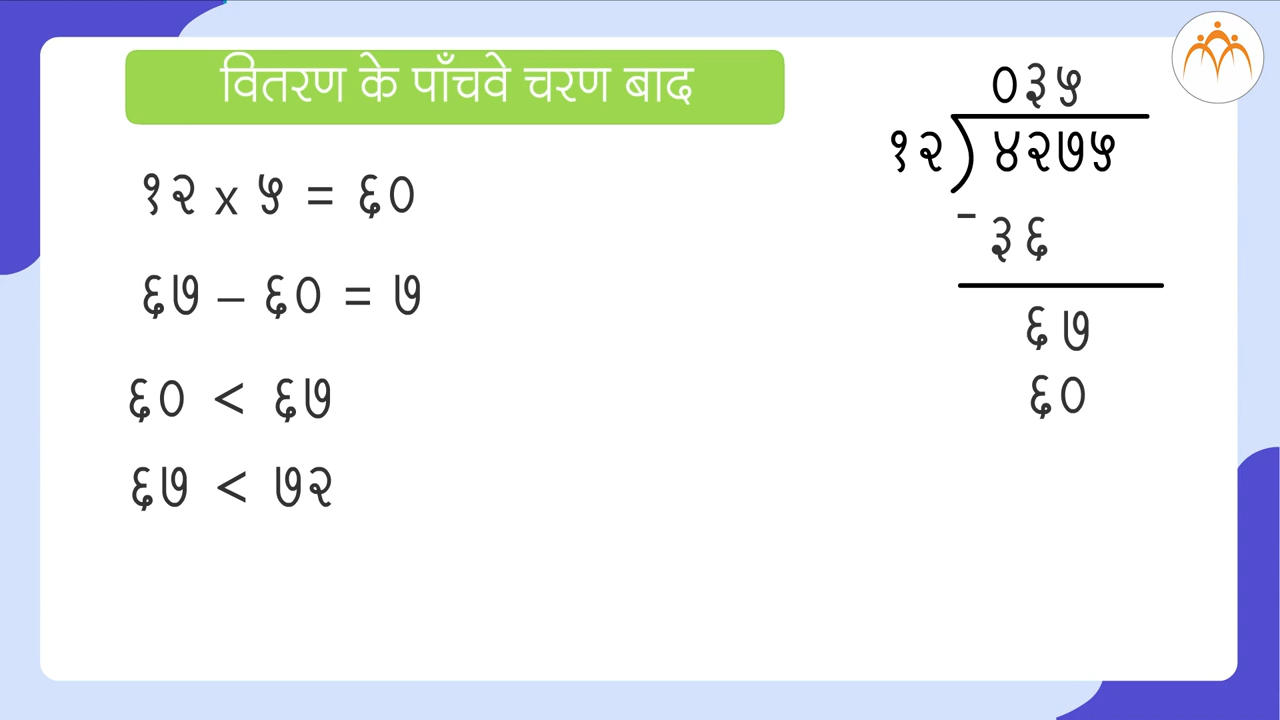 वितरण के पाँचवे चरण बाद
१२ x ५ = ६०
६७ – ६० = ७
६० < ६७
६७ < ७२
०३५
१२) ४२७५
- ३६
६७
६०